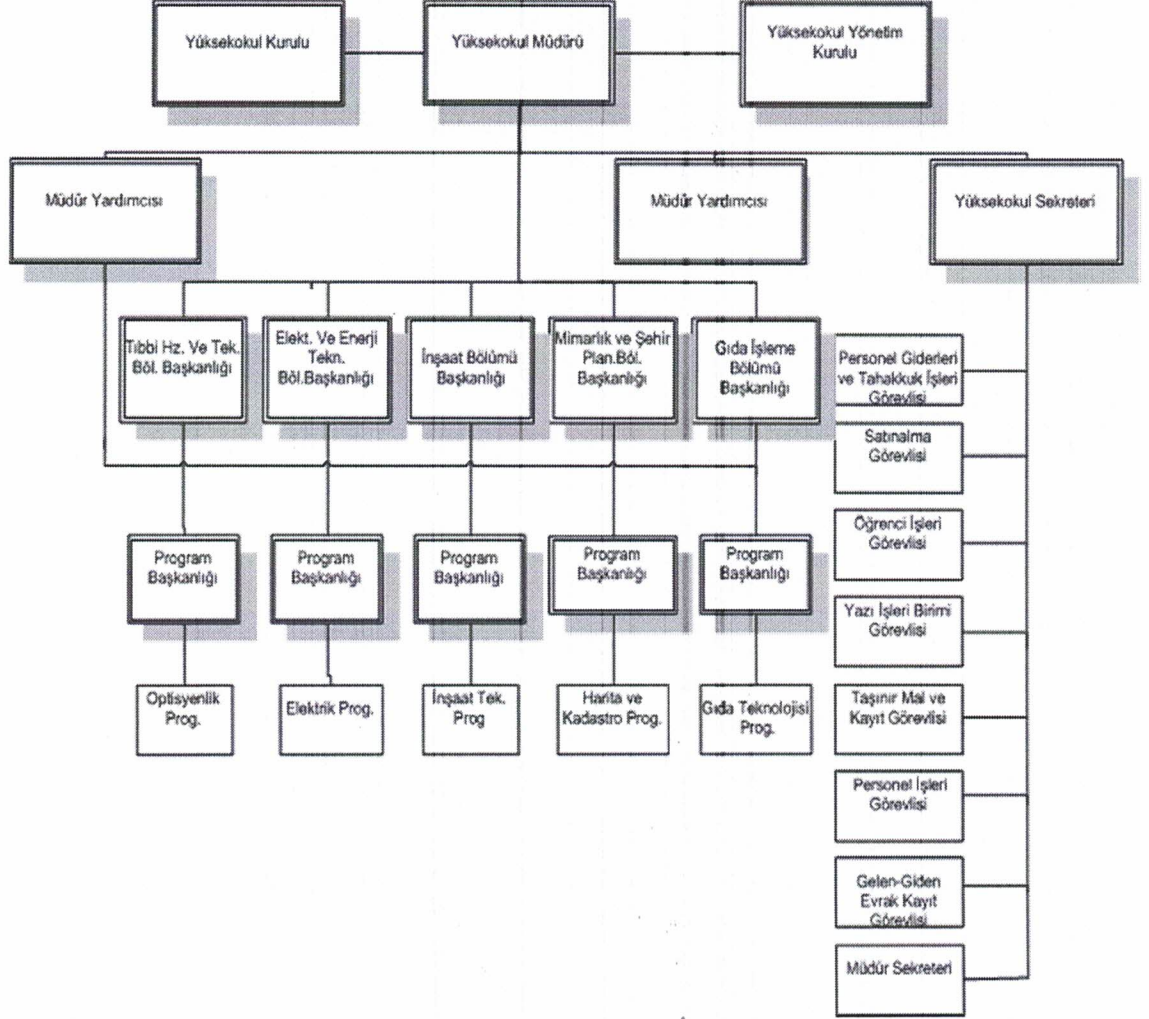 Yüksekokul Kurulu
Yüksekokul Müdürü
Yüksekokul Yönetim
Kurulu
Müdür Yardımcısı
Müdür Yardımcısı
Yüksekokul Sekreteri
Tıbbi Hz. Ve Tek.
Böl. Başkanlığı
Elekt. Ve Enerji
Tekn.
Böl.Başkanlığı
İnşaat Bölümü
Başkanlığı
Mimarlık ve Şehir
Plan.Böl.
Başkanlığı
Gıda İşleme
Bölümü
Başkanlığı
Personel Giderleri
ve Tahakkuk İşleri
Görevlisi
Satınalma
Görevlisi
Öğrenci İşleri
Görevlisi
Yazı İşleri Birimi
Görevlisi
Taşınır Mal ve
Kayıt Görevlisi
Personel İşleri
Görevlisi
Gelen-Giden
Evrak Kayıt
Görevlisi
Müdür Sekreteri
Program
Başkanlığı
Program
Başkanlığı
Program
Başkanlığı
Program
Başkanlığı
Program
Başkanlığı
Optisyenlik
Prog.
Elektrik Prog.
İnşaat Tek.
Prog
Harita ve
Kadastro Prog.
Gıda Teknolojisi
Prog.